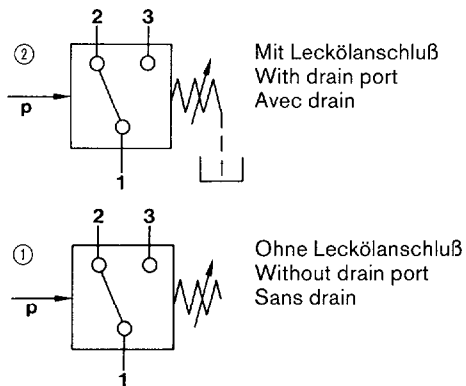 2 3
②
p
1
Mit Leckölanschluß
With drain port
Avec drain
2 3
①
p
1
Ohne Leckölanschluß
Without drain port
Sans drain